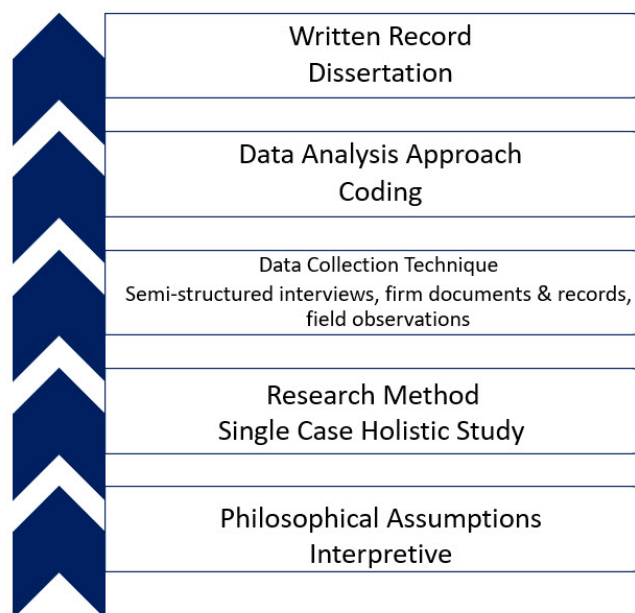 Written Record
Dissertation
Data Analysis Approach
Coding
Data Collection Technique
Semi-structured interviews, firm documents & records,
field observations
Research Method
Single Case Holistic Study
Philosophical Assumptions
Interpretive